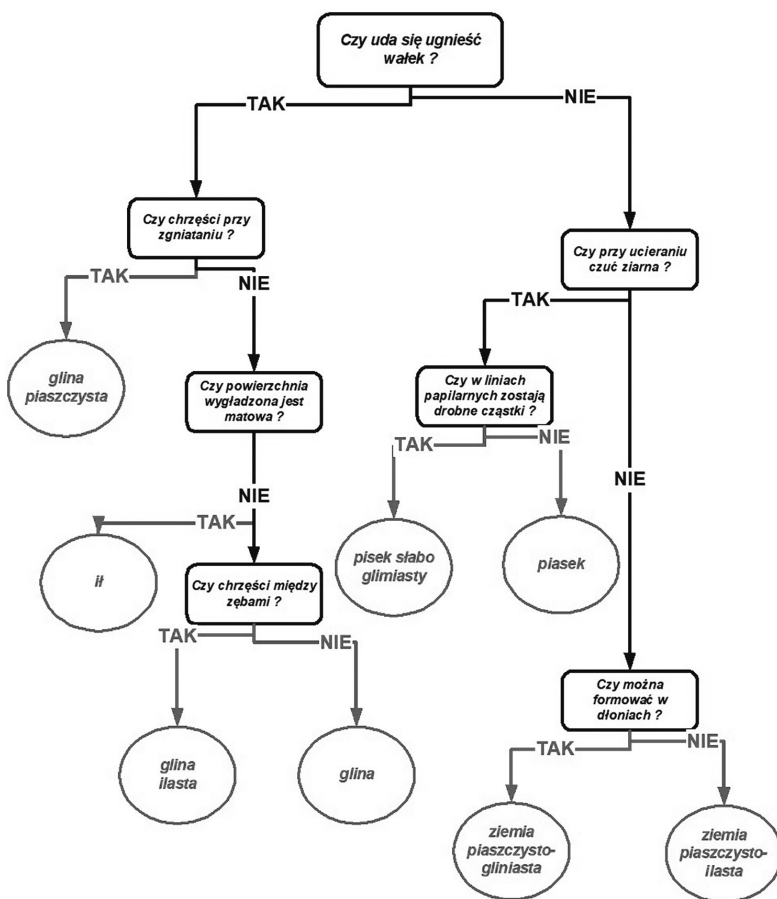 Czy uda się ugnieść
wałek ?
TAK
NIE
Czy chrzęści przy
zgniataniu ?
TAK
NIE
Czy przy ucieraniu
czuć ziarna ?
TAK
NIE
glina
piaszczysta
Czy powierzchnia
wygładzona jest
matowa ?
Czy w liniach
papilarnych zostają
drobne cząstki ?
TAK
NIE
NIE
TAK
ił
pisek słabo
glimiasty
piasek
Czy chrzęści między
zębami ?
TAK
NIE
glina
ilasta
glina
Czy można
formować w
dłoniach ?
TAK
NIE
ziemia
piaszczysto-
gliniasta
ziemia
piaszczysto-
ilasta